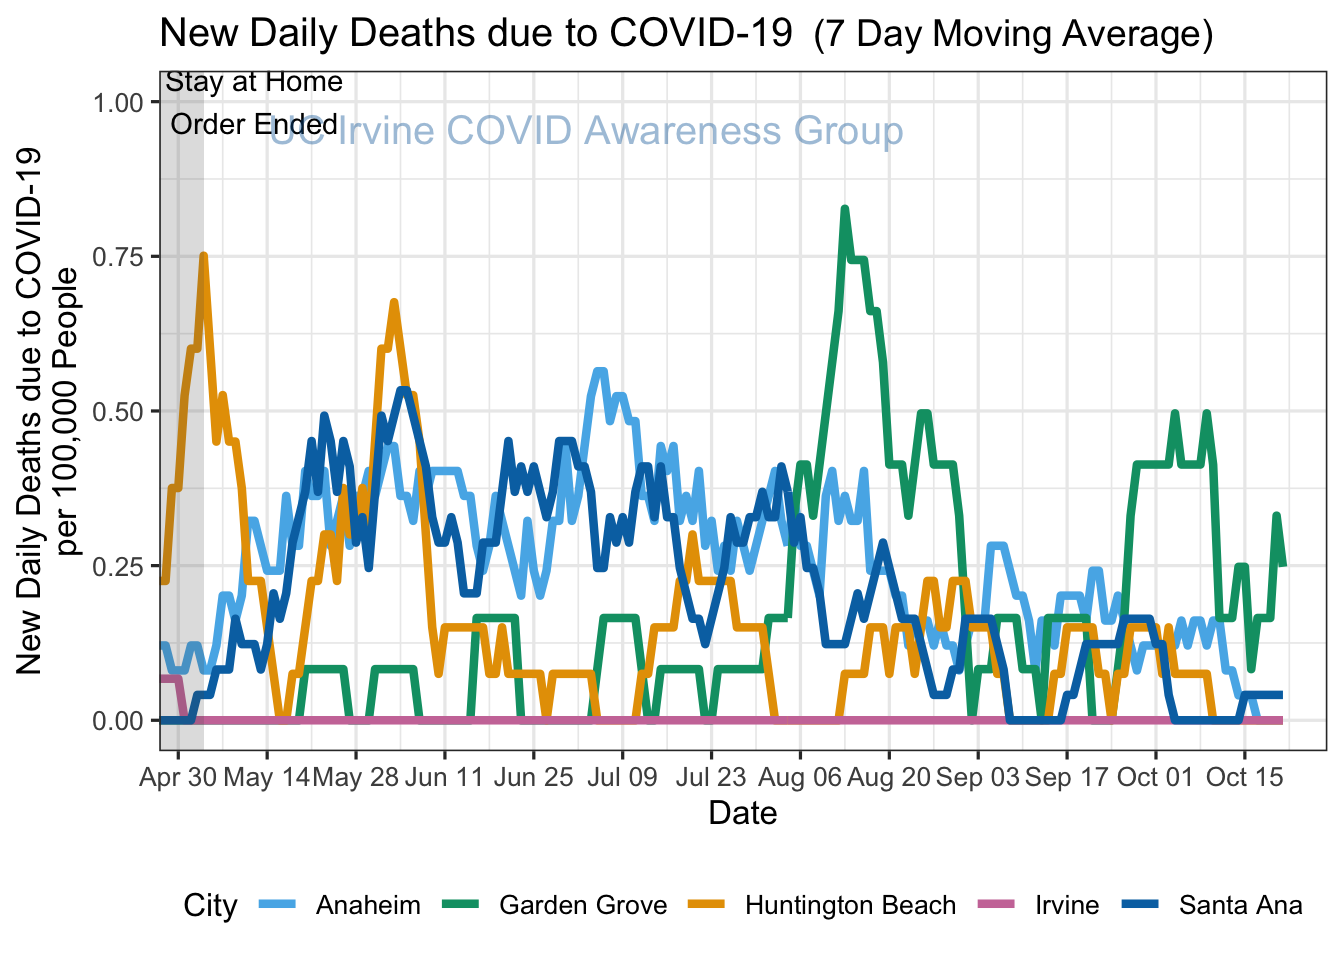 New Daily Deaths due to COVID-19 (7 Day Moving Average)
Stay at Home
Order Ended
UC Irvine COVID Awareness Group
New Daily Deaths due to COVID-19
per 100,000 People
1.00
0.75
0.50
0.25
0.00
Apr 30 May 14 May 28 Jun 11 Jun 25 Jul 09 Jul 23 Aug 06 Aug 20 Sep 03 Sep 17 Oct 01 Oct 15
Date
City Anaheim Garden Grove Huntington Beach Irvine Santa Ana